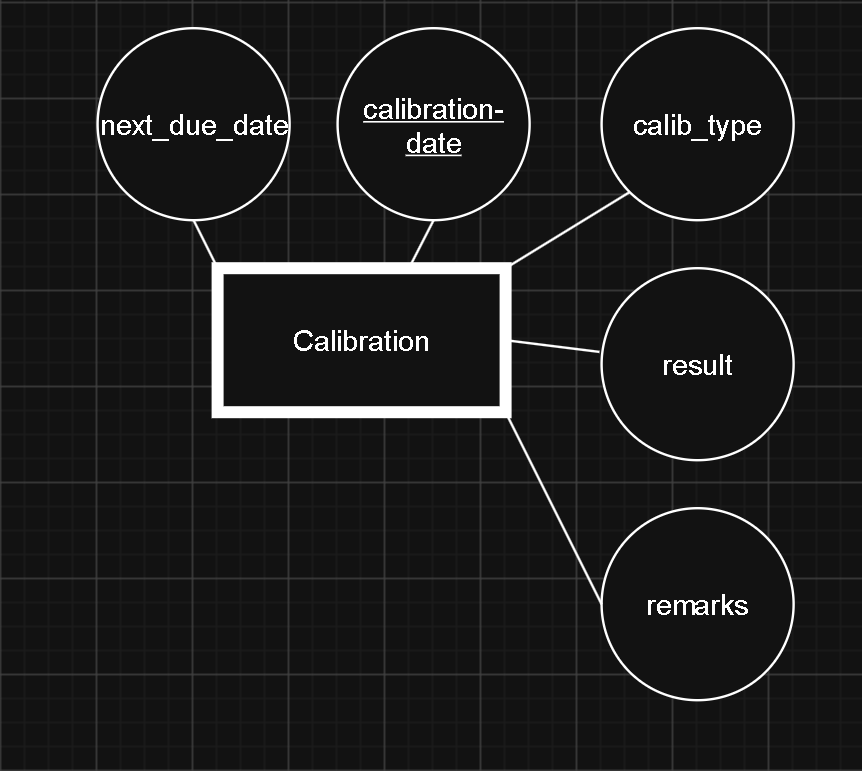 next_due_date
calibration-
date
calib_type
Calibration
result
remarks